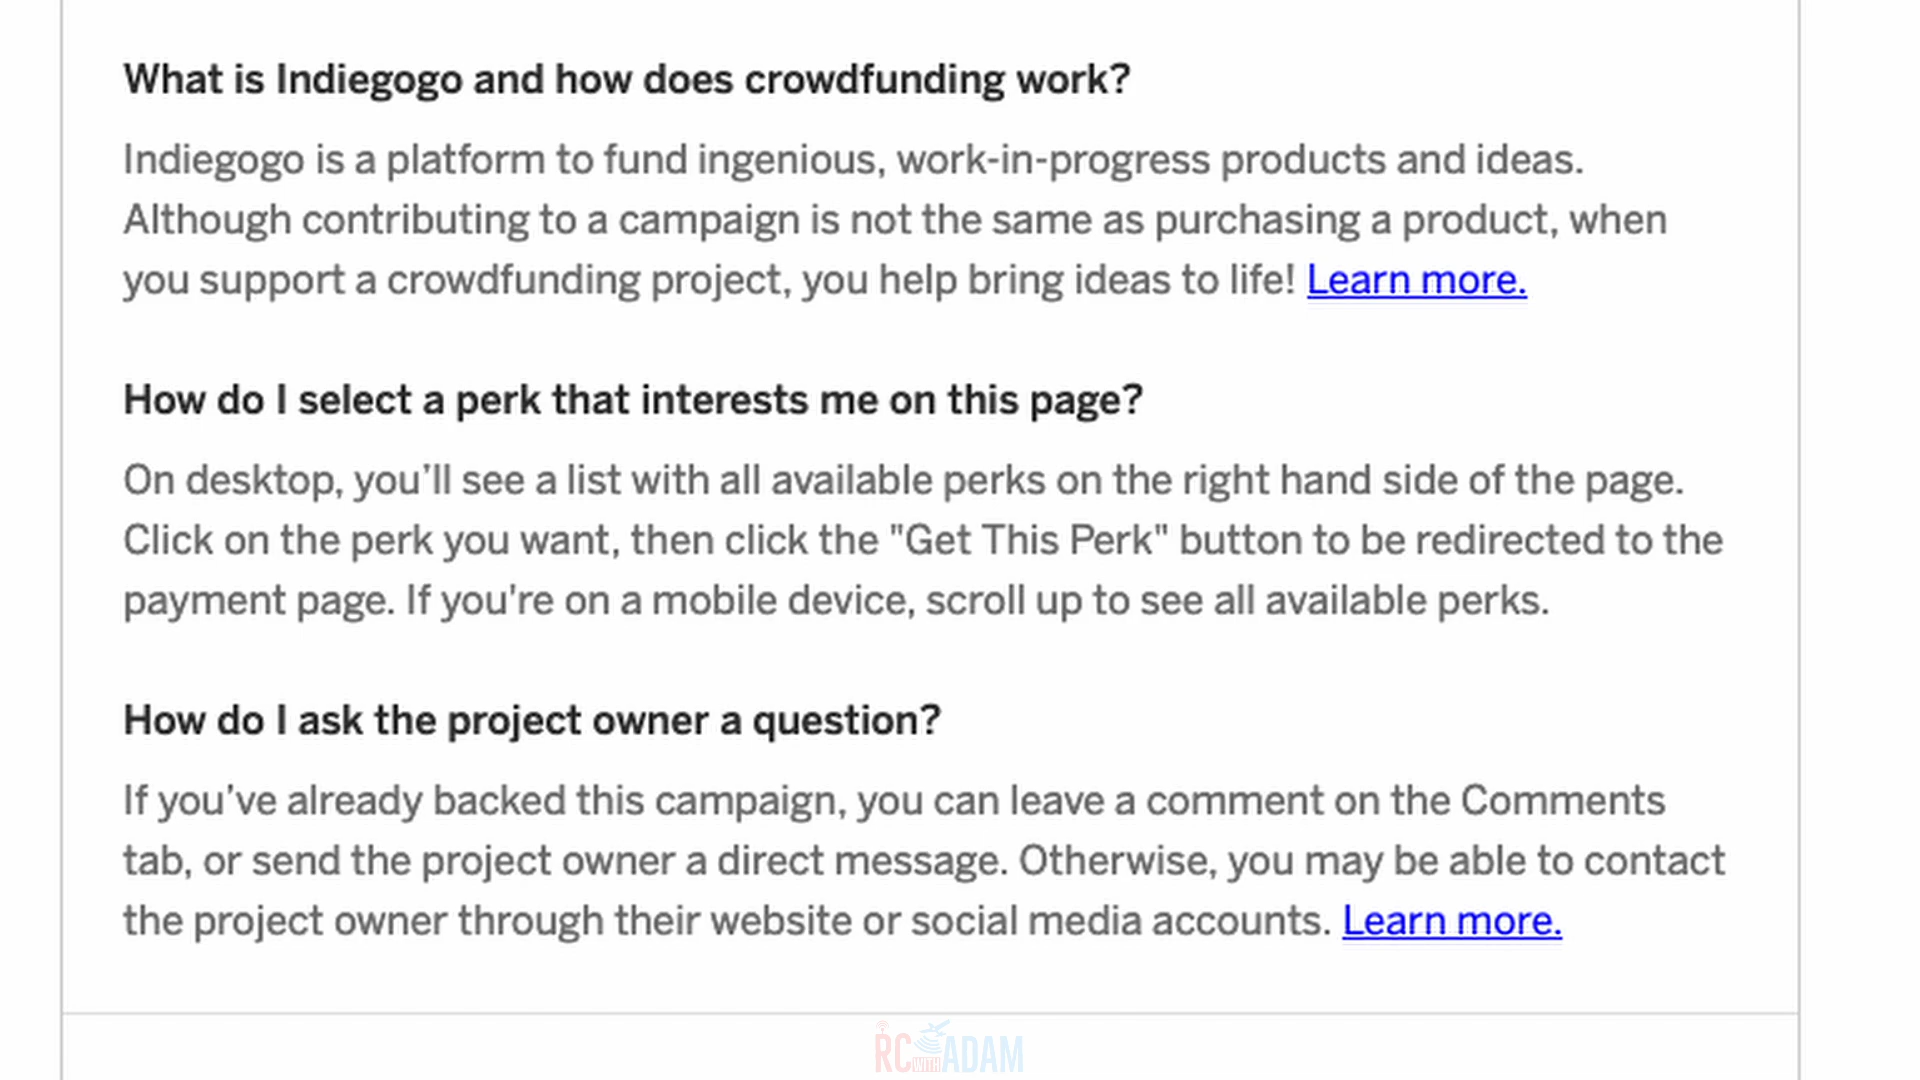 What is Indiegogo and how does crowdfunding work?
Indiegogo is a platform to fund ingenious, work-in-progress products and ideas.
Although contributing to a campaign is not the same as purchasing a product, when
you support a crowdfunding project, you help bring ideas to life! Learn more.
How do I select a perk that interests me on this page?
On desktop, you’ll see a list with all available perks on the right hand side of the page.
Click on the perk you want, then click the "Get This Perk" button to be redirected to the
payment page. If you're on a mobile device, scroll up to see all available perks.
How do I ask the project owner a question?
If you’ve already backed this campaign, you can leave a comment on the Comments
tab, or send the project owner a direct message. Otherwise, you may be able to contact
the project owner through their website or social media accounts. Learn more.
RC WITH ADAM